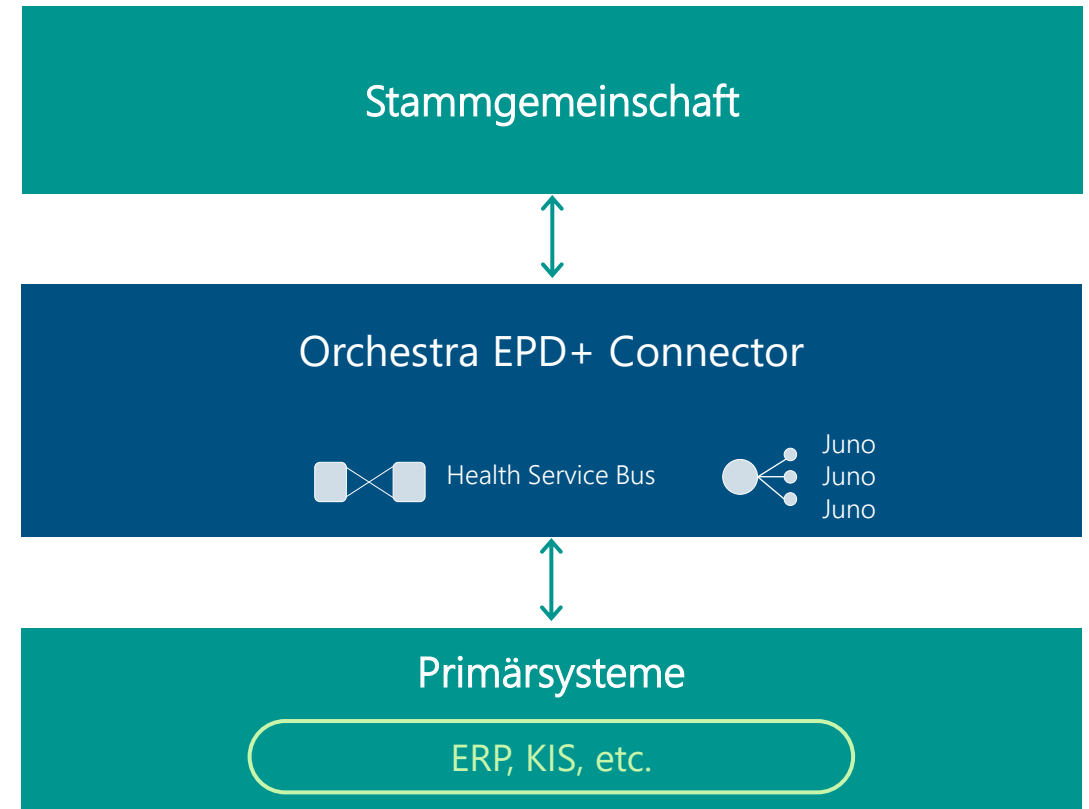 Stammgemeinschaft
Orchestra EPD+ Connector
Health Service Bus
Juno
Juno
Juno
Primärsysteme
ERP, KIS, etc.